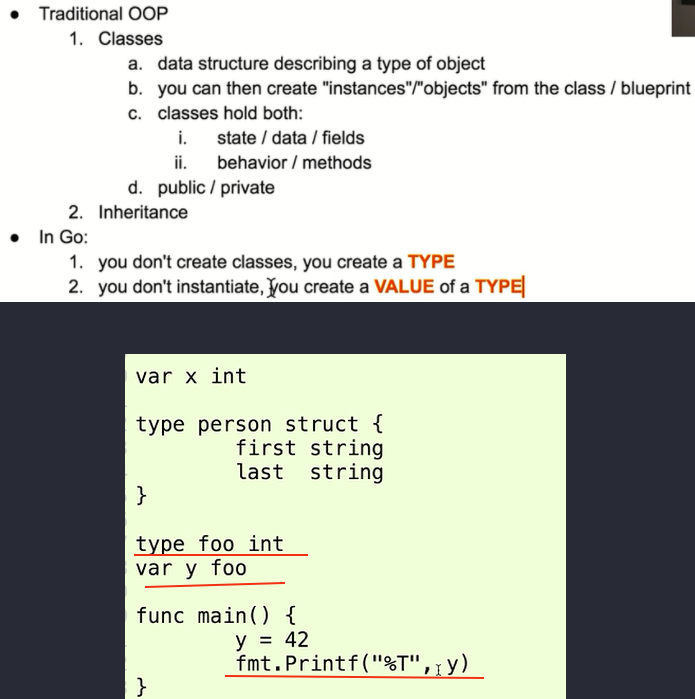 ● Traditional OOP
1. Classes
a. data structure describing a type of object
b. you can then create "instances"/"objects" from the class / blueprint
c. classes hold both:
i. state / data / fields
ii. behavior / methods
d. public / private
2. Inheritance
● In Go:
1. you don't create classes, you create a TYPE
2. you don't instantiate, you create a VALUE of a TYPE
var x int
type person struct {
first string
last string
}
type foo int
var y foo
func main() {
y = 42
fmt.Printf("%T", y)
}